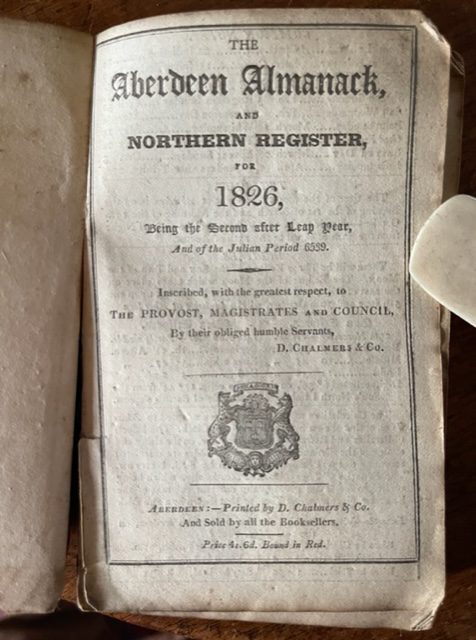 THE
Aberdeen Almanack,
AND
NORTHERN REGISTER,
FOR
1826,
Being the Second after Leap Year,
And of the Julian Period 6539.
Inscribed, with the greatest respect, to
THE PROVOST, MAGISTRATES AND COUNCIL,
By their obliged humble Servants,
D. CHALMERS & Co.
ABERDEEN:—Printed by D. Chalmers & Co.
And Sold by all the Booksellers.
Price 4s. 6d. Bound in Red.